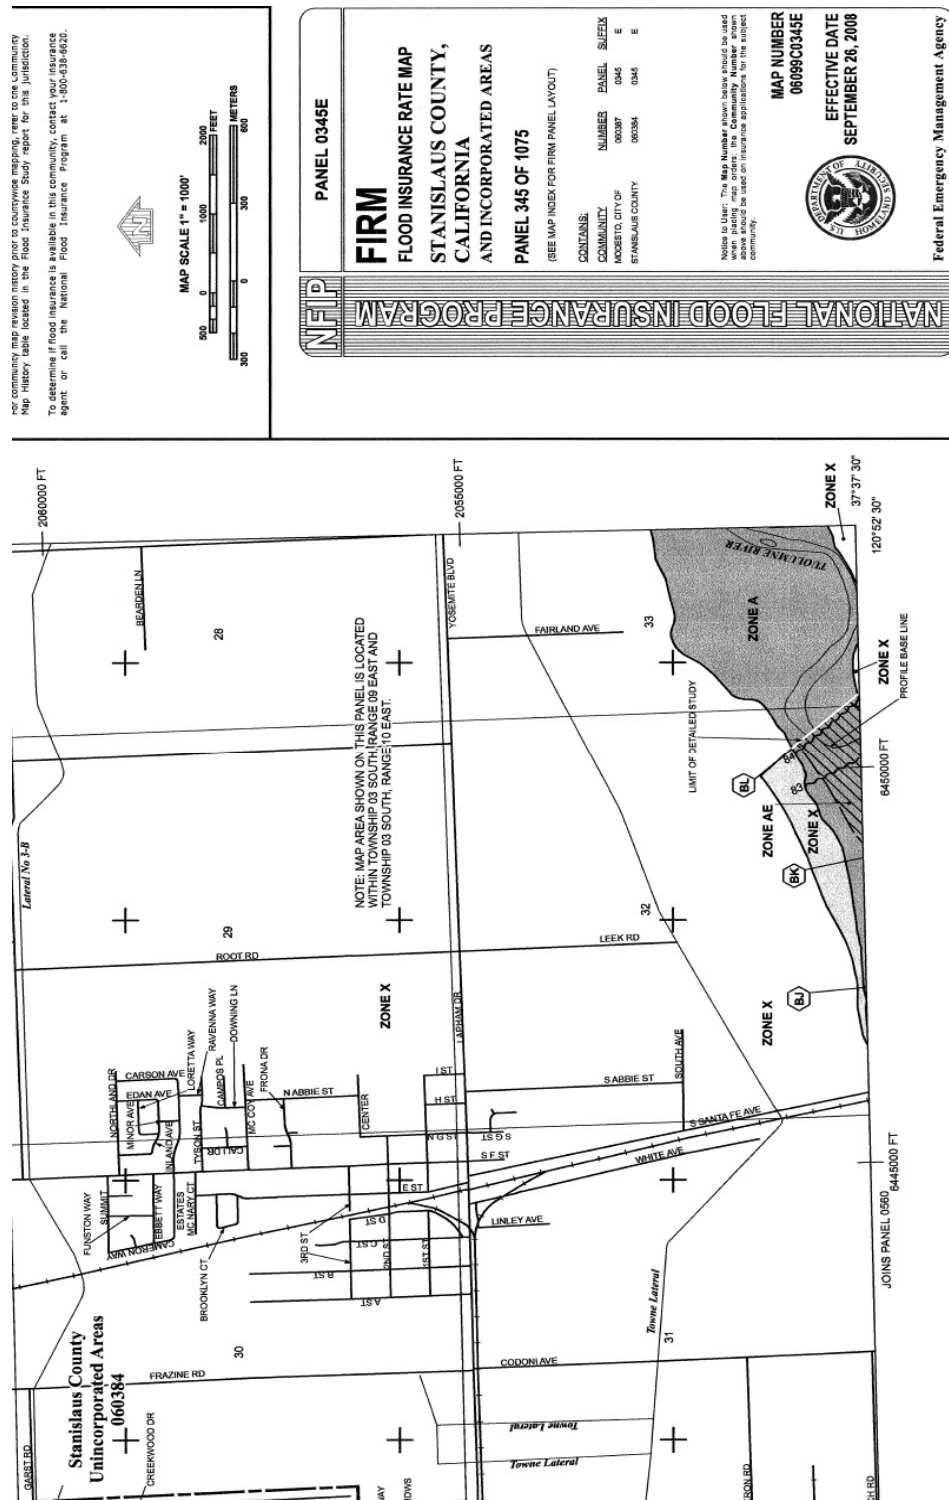 For community map revision history prior to countywide mapping, refer to the Community
Map History table located in the Flood Insurance Study report for this jurisdiction.
To determine if flood insurance is available in this community, contact your insurance
agent or call the National Flood Insurance Program at 1-800-638-6620.
MAP SCALE 1" = 1000'
500 0 1000 2000
FEET
METERS
300 0 300 600
NFIP
PANEL 0345E
FIRM
FLOOD INSURANCE RATE MAP
STANISLAUS COUNTY,
CALIFORNIA
AND INCORPORATED AREAS
PANEL 345 OF 1075
(SEE MAP INDEX FOR FIRM PANEL LAYOUT)
CONTAINS:
COMMUNITY NUMBER PANEL SUFFIX
MODESTO, CITY OF 060387 0345 E
STANISLAUS COUNTY 060384 0345 E
Notice to User: The Map Number shown below should be used
when placing map orders; the Community Number shown
above should be used on insurance applications for the subject
community.
MAP NUMBER
06099C0345E
EFFECTIVE DATE
SEPTEMBER 26, 2008
U.S. DEPARTMENT OF HOMELAND SECURITY
Federal Emergency Management Agency
NATIONAL FLOOD INSURANCE PROGRAM
2060000 FT
2055000 FT
REARDEN LN
28
YOSEMITE BLVD
FAIRLAND AVE
33
ZONE A
TUOLUMNE RIVER
ZONE X
37° 37' 30"
120° 52' 30"
NOTE: MAP AREA SHOWN ON THIS PANEL IS LOCATED
WITHIN TOWNSHIP 03 SOUTH, RANGE 09 EAST AND
TOWNSHIP 03 SOUTH, RANGE 10 EAST.
LIMIT OF DETAILED STUDY
ZONE X
PROFILE BASE LINE
6450000 FT
84
83
BL
ZONE AE
ZONE X
BK
Lateral No 3-B
29
ROOT RD
32
LEEK RD
ZONE X
LAPHAM DR
ZONE X
BJ
NORTHLAND DR
CARSON AVE
EDAN AVE
MINOR AVE
INLAND AVE
LORETTA WAY
RAVENNA WAY
CAMPOS PL
DOWNING LN
TYSON ST
CALI DR
MC COY AVE
FRONA DR
N ABBIE ST
CENTER
I ST
H ST
N G ST
S G ST
S F ST
E ST
S ABBIE ST
SOUTH AVE
S SANTA FE AVE
WHITE AVE
6445000 FT
JOINS PANEL 0560
FUNSTON WAY
SUMMIT
EBBETT WAY
ESTATES
MC NARY CT
CAMERON WAY
BROOKLYN CT
3RD ST
D ST
C ST
2ND ST
1ST ST
B ST
A ST
LINLEY AVE
Stanislaus County
Unincorporated Areas
060384
30
FRAZINE RD
CODONI AVE
Towne Lateral
31
Towne Lateral
Towne Lateral
GARST RD
CREEKWOOD DR